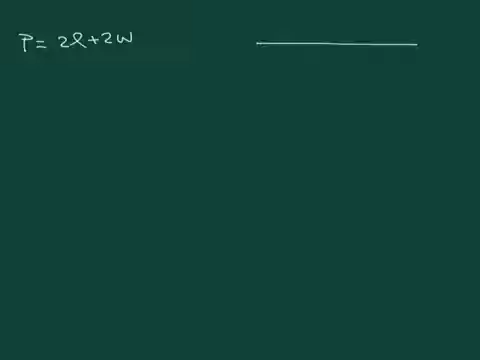 P = 2l + 2w